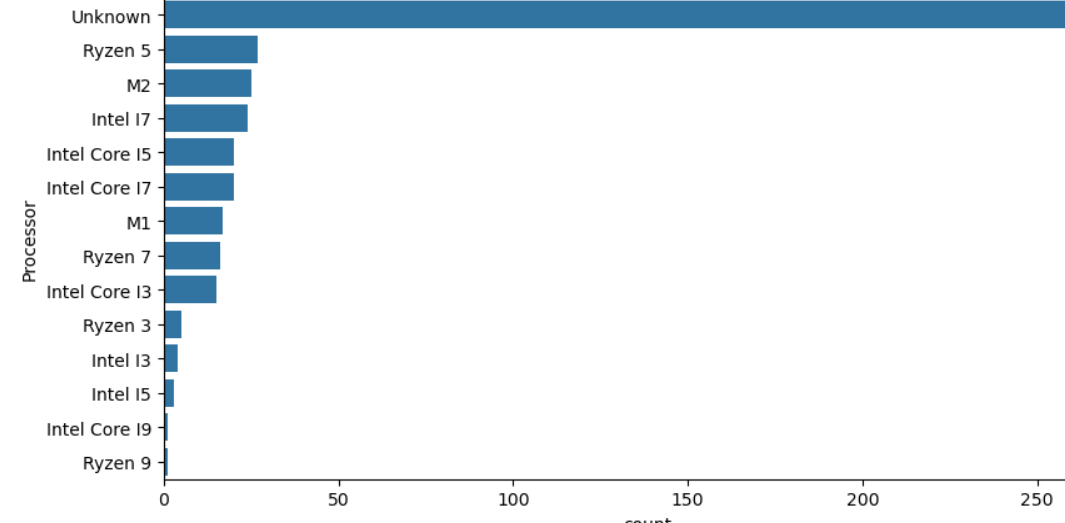 Unknown
Ryzen 5
M2
Intel I7
Intel Core I5
Intel Core I7
M1
Ryzen 7
Intel Core I3
Ryzen 3
Intel I3
Intel I5
Intel Core I9
Ryzen 9
Processor
0 50 100 150 200 250
count